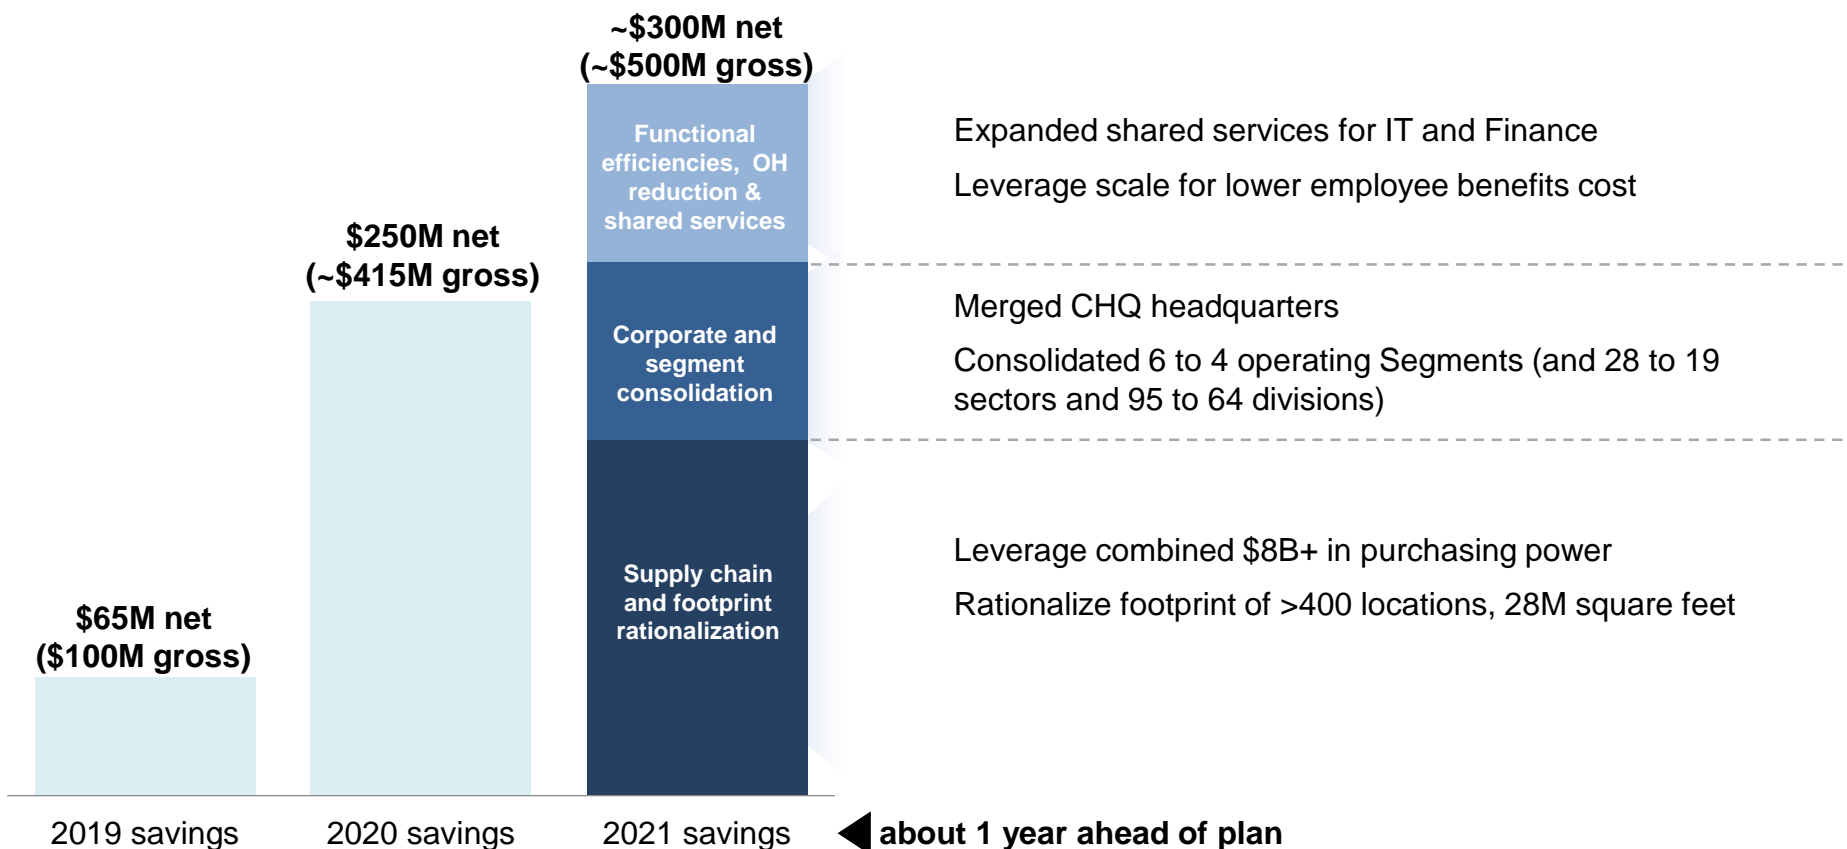 ~$300M net
(~$500M gross)
Functional
efficiencies, OH
reduction &
shared services
Expanded shared services for IT and Finance
Leverage scale for lower employee benefits cost
$250M net
(~$415M gross)
Corporate and
segment
consolidation
Merged CHQ headquarters
Consolidated 6 to 4 operating Segments (and 28 to 19
sectors and 95 to 64 divisions)
$65M net
($100M gross)
Supply chain
and footprint
rationalization
Leverage combined $8B+ in purchasing power
Rationalize footprint of >400 locations, 28M square feet
2019 savings
2020 savings
2021 savings
about 1 year ahead of plan